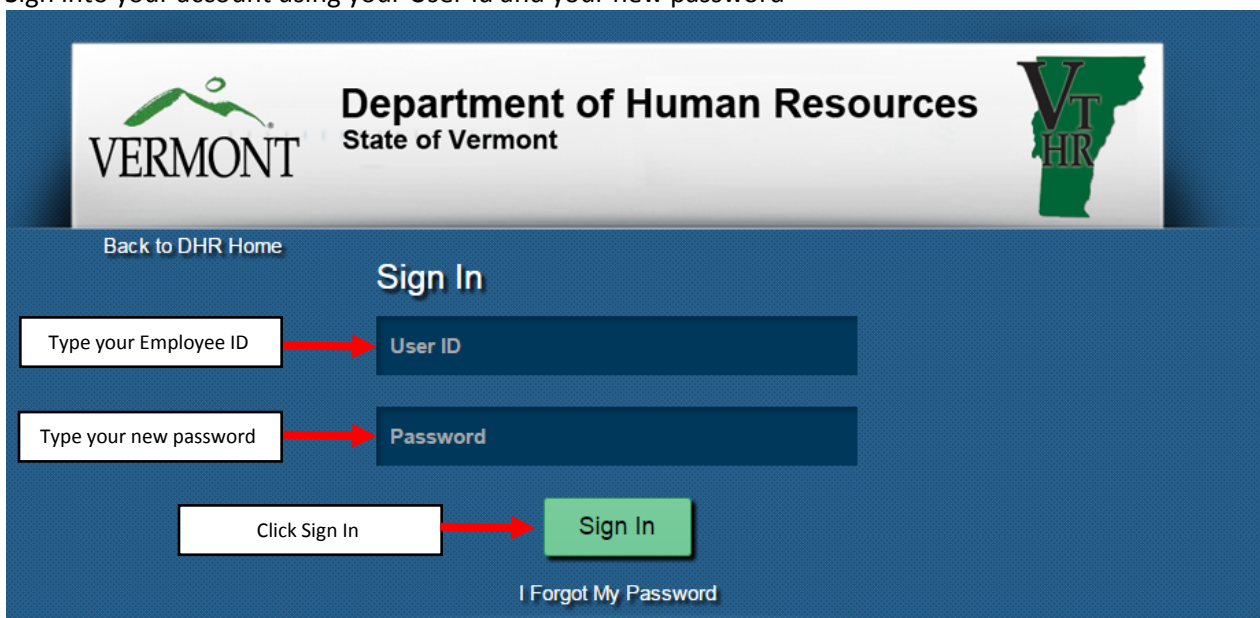 Sign into your account using your User Id and your new password
VERMONT
Department of Human Resources
State of Vermont
VT
HR
Back to DHR Home
Sign In
Type your Employee ID
User ID
Type your new password
Password
Click Sign In
Sign In
I Forgot My Password